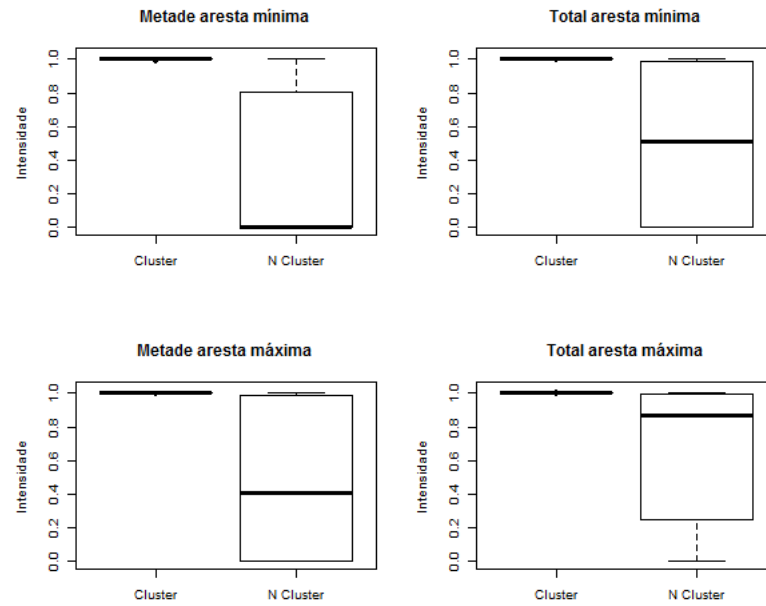 Metade aresta mínima
Intensidade
1.0
0.8
0.6
0.4
0.2
0.0
Cluster
N Cluster
Total aresta mínima
Intensidade
1.0
0.8
0.6
0.4
0.2
0.0
Cluster
N Cluster
Metade aresta máxima
Intensidade
1.0
0.8
0.6
0.4
0.2
0.0
Cluster
N Cluster
Total aresta máxima
Intensidade
1.0
0.8
0.6
0.4
0.2
0.0
Cluster
N Cluster